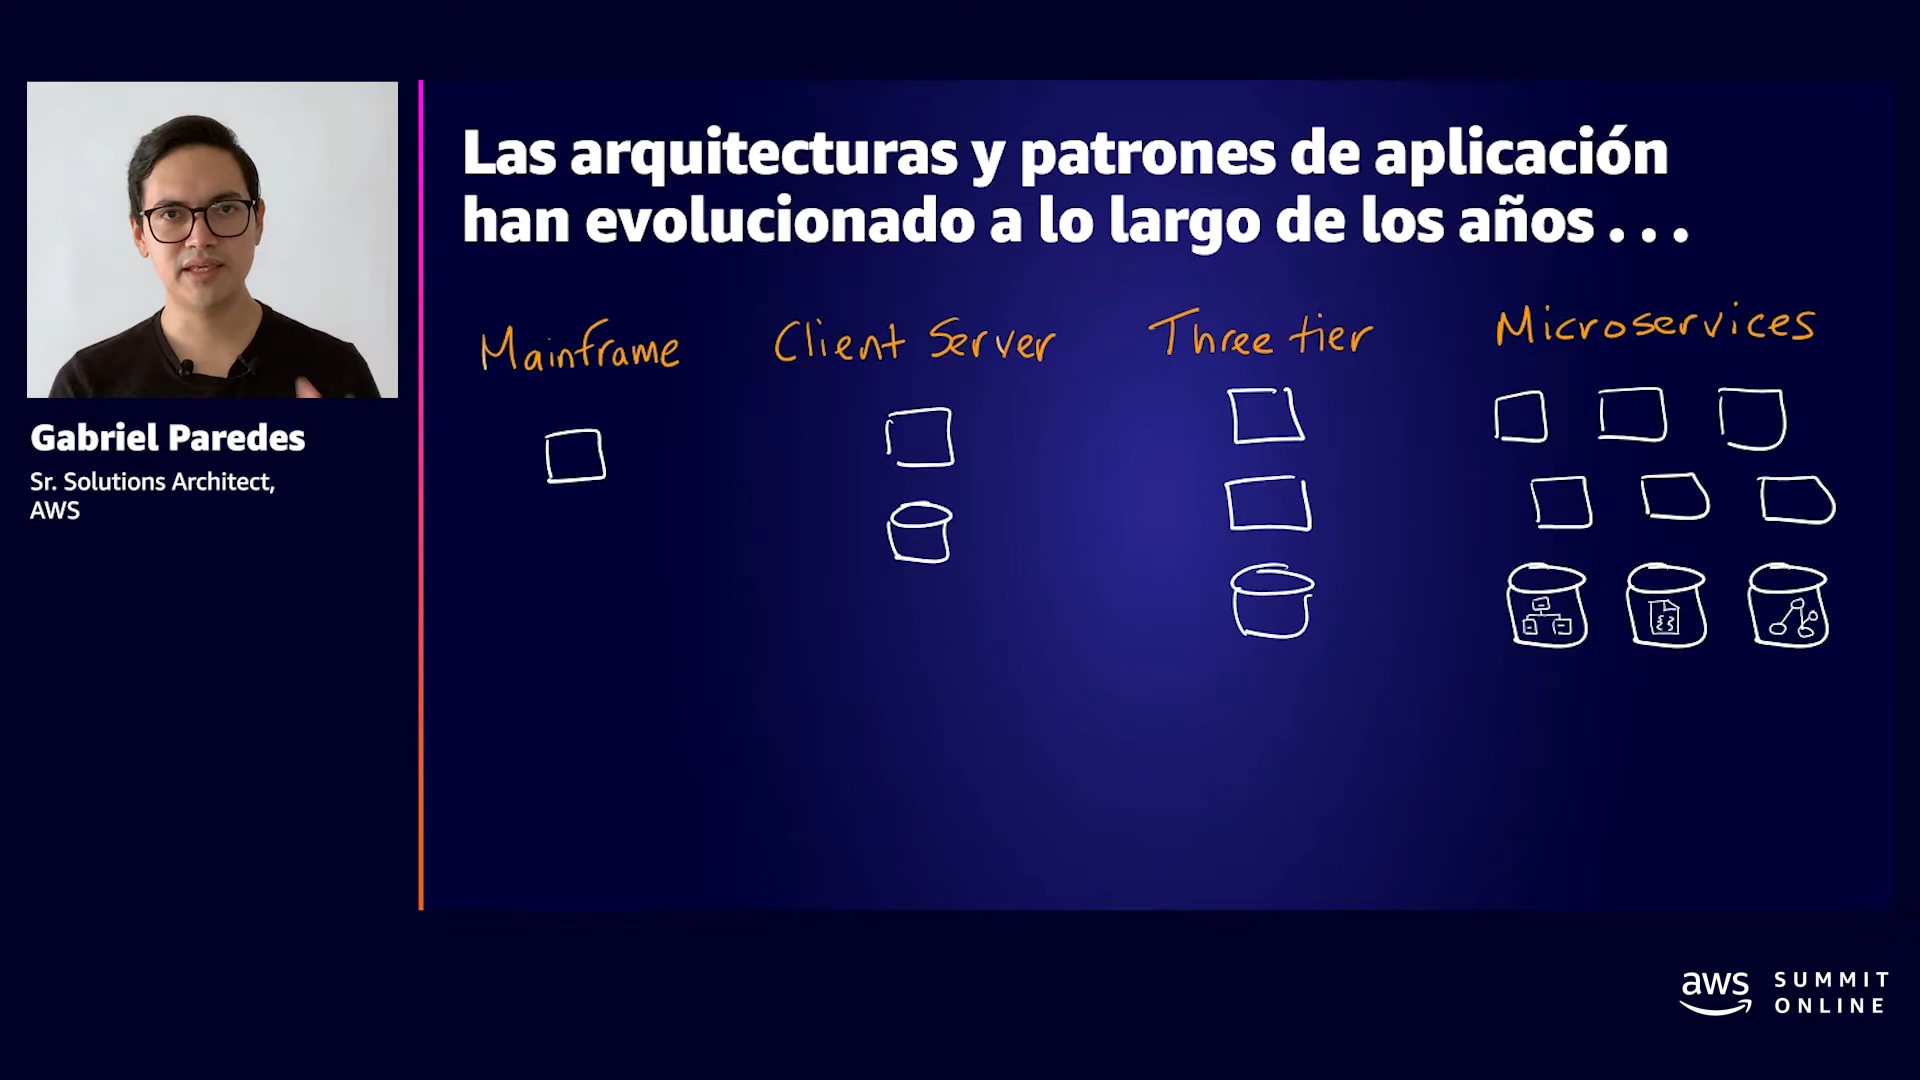 Las arquitecturas y patrones de aplicación
han evolucionado a lo largo de los años . . .
Mainframe
Client Server
Three tier
Microservices
Gabriel Paredes
Sr. Solutions Architect,
AWS
aws
SUMMIT
ONLINE